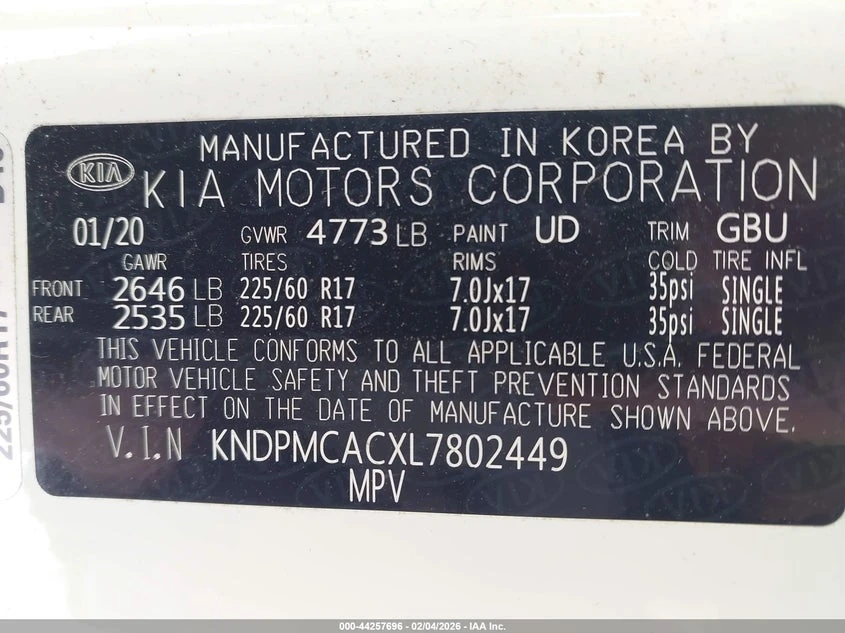 MANUFACTURED IN KOREA BY
KIA KIA MOTORS CORPORATION
01/20 GVWR 4773 LB PAINT UD TRIM GBU
GAWR TIRES RIMS COLD TIRE INFL
FRONT 2646 LB 225/60 R17 7.0Jx17 35psi SINGLE
REAR 2535 LB 225/60 R17 7.0Jx17 35psi SINGLE
THIS VEHICLE CONFORMS TO ALL APPLICABLE U.S.A. FEDERAL
MOTOR VEHICLE SAFETY AND THEFT PREVENTION STANDARDS
IN EFFECT ON THE DATE OF MANUFACTURE SHOWN ABOVE.
V.I.N KNDPMCACXL7802449
MPV
225/60R17
000-44257696 - 02/04/2026 - IAA Inc.